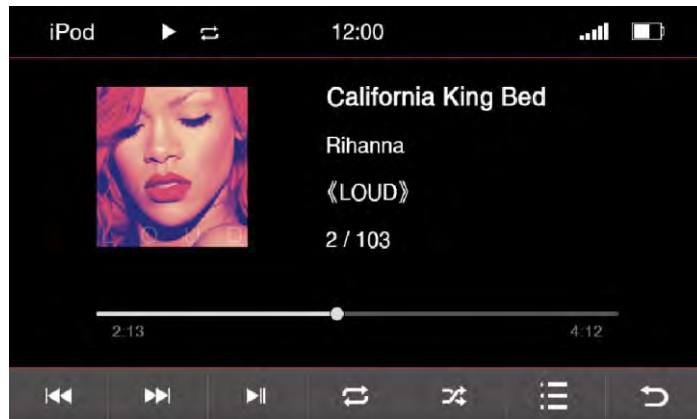 iPod 12:00
California King Bed
Rihanna
《LOUD》
2 / 103
L O U D
2:13 4:12